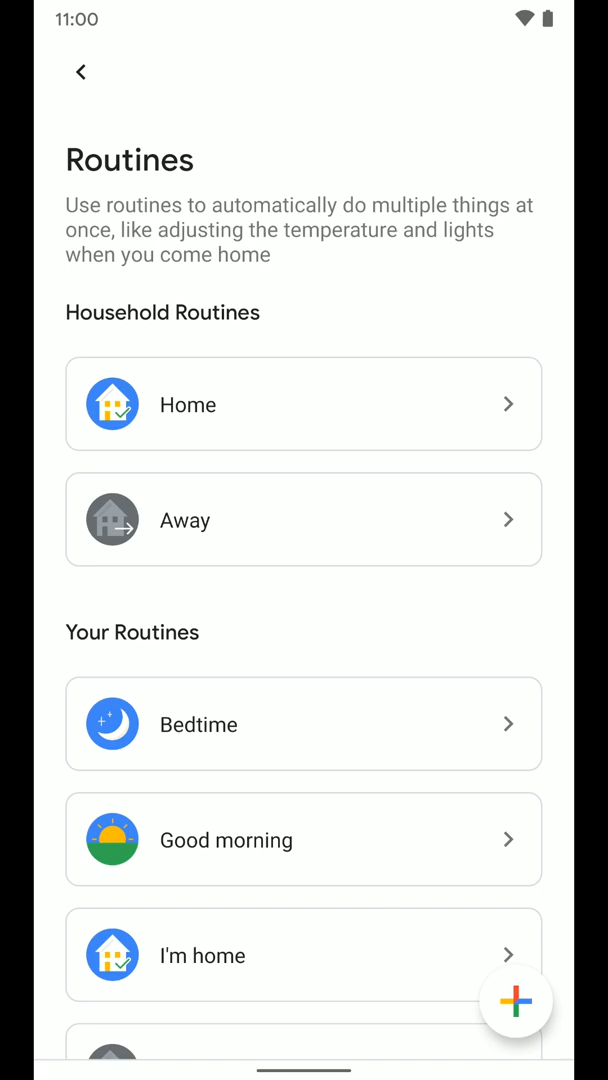 11:00
Routines
Use routines to automatically do multiple things at
once, like adjusting the temperature and lights
when you come home
Household Routines
Home
Away
Your Routines
Bedtime
Good morning
I'm home